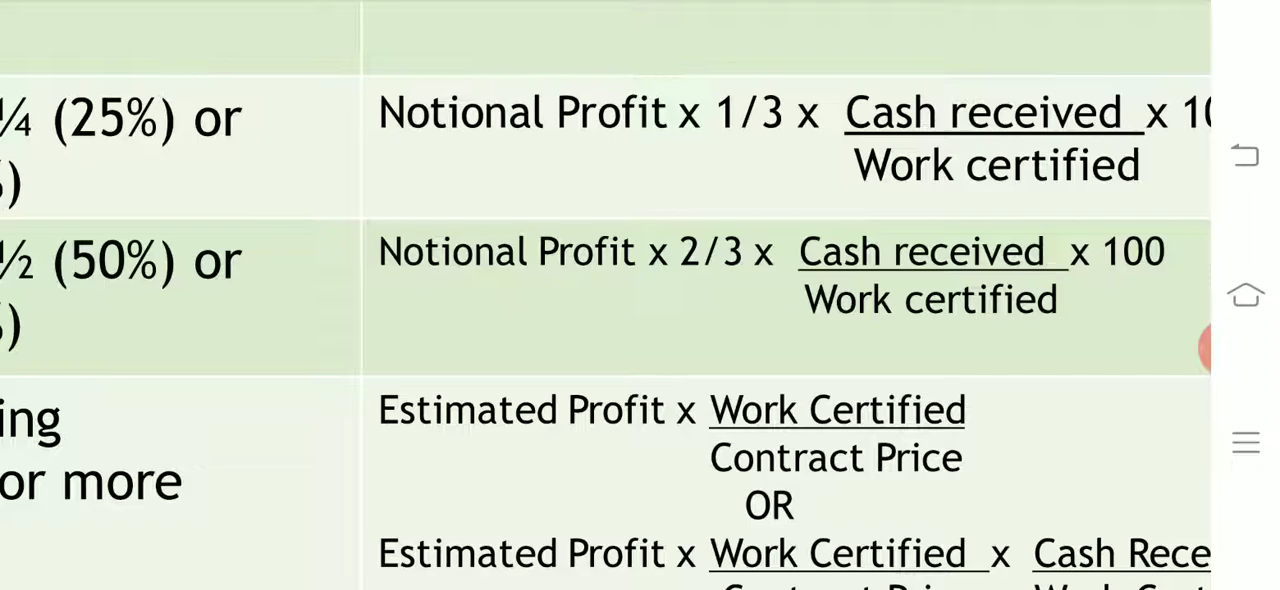 ¼ (25%) or
%)
Notional Profit x 1/3 x Cash received x 10
Work certified
½ (50%) or
%)
Notional Profit x 2/3 x Cash received x 100
Work certified
ing
or more
Estimated Profit x Work Certified
Contract Price
OR
Estimated Profit x Work Certified x Cash Rece